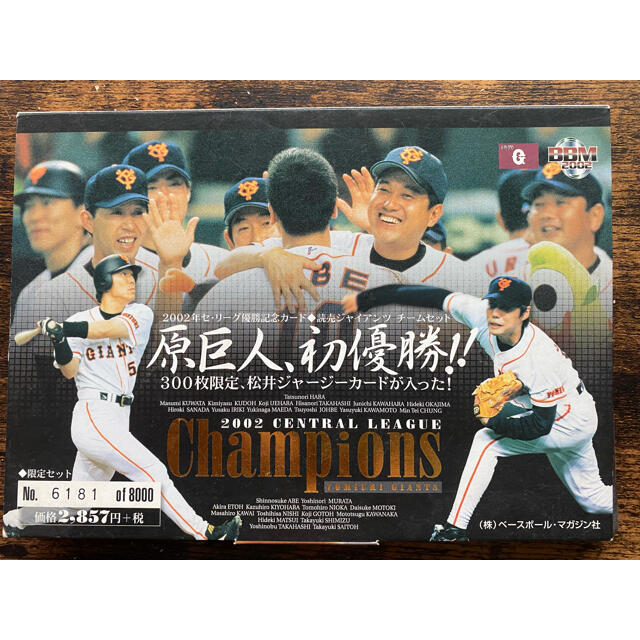 G
BBM
2002
BE
UR
GIANTS
5
2002年セ・リーグ優勝記念カード◆読売ジャイアンツ チームセット
原巨人、初優勝!!
300枚限定、松井ジャージーカードが入った!
Tatsunori HARA
Masumi KUWATA Kimiyasu KUDOH Koji UEHARA Hisanori TAKAHASHI Junichi KAWAHARA Hideki OKAJIMA
Hiroki SANADA Yusaku IRIKI Yukinaga MAEDA Tsuyoshi JOHBE Yasuyuki KAWAMOTO Min Tei CHUNG
2002 CENTRAL LEAGUE
Champions
YOMIURI GIANTS
◆限定セット
No. 6181 of 8000
価格2,857円+税
Shinnosuke ABE Yoshinori MURATA
Akira ETOH Kazuhiro KIYOHARA Tomohiro NIOKA Daisuke MOTOKI
Masahiro KAWAI Toshihisa NISHI Koji GOTOH Mototsugu KAWANAKA
Hideki MATSUI Takayuki SHIMIZU
Yoshinobu TAKAHASHI Takayuki SAITOH
(株)ベースボール・マガジン社